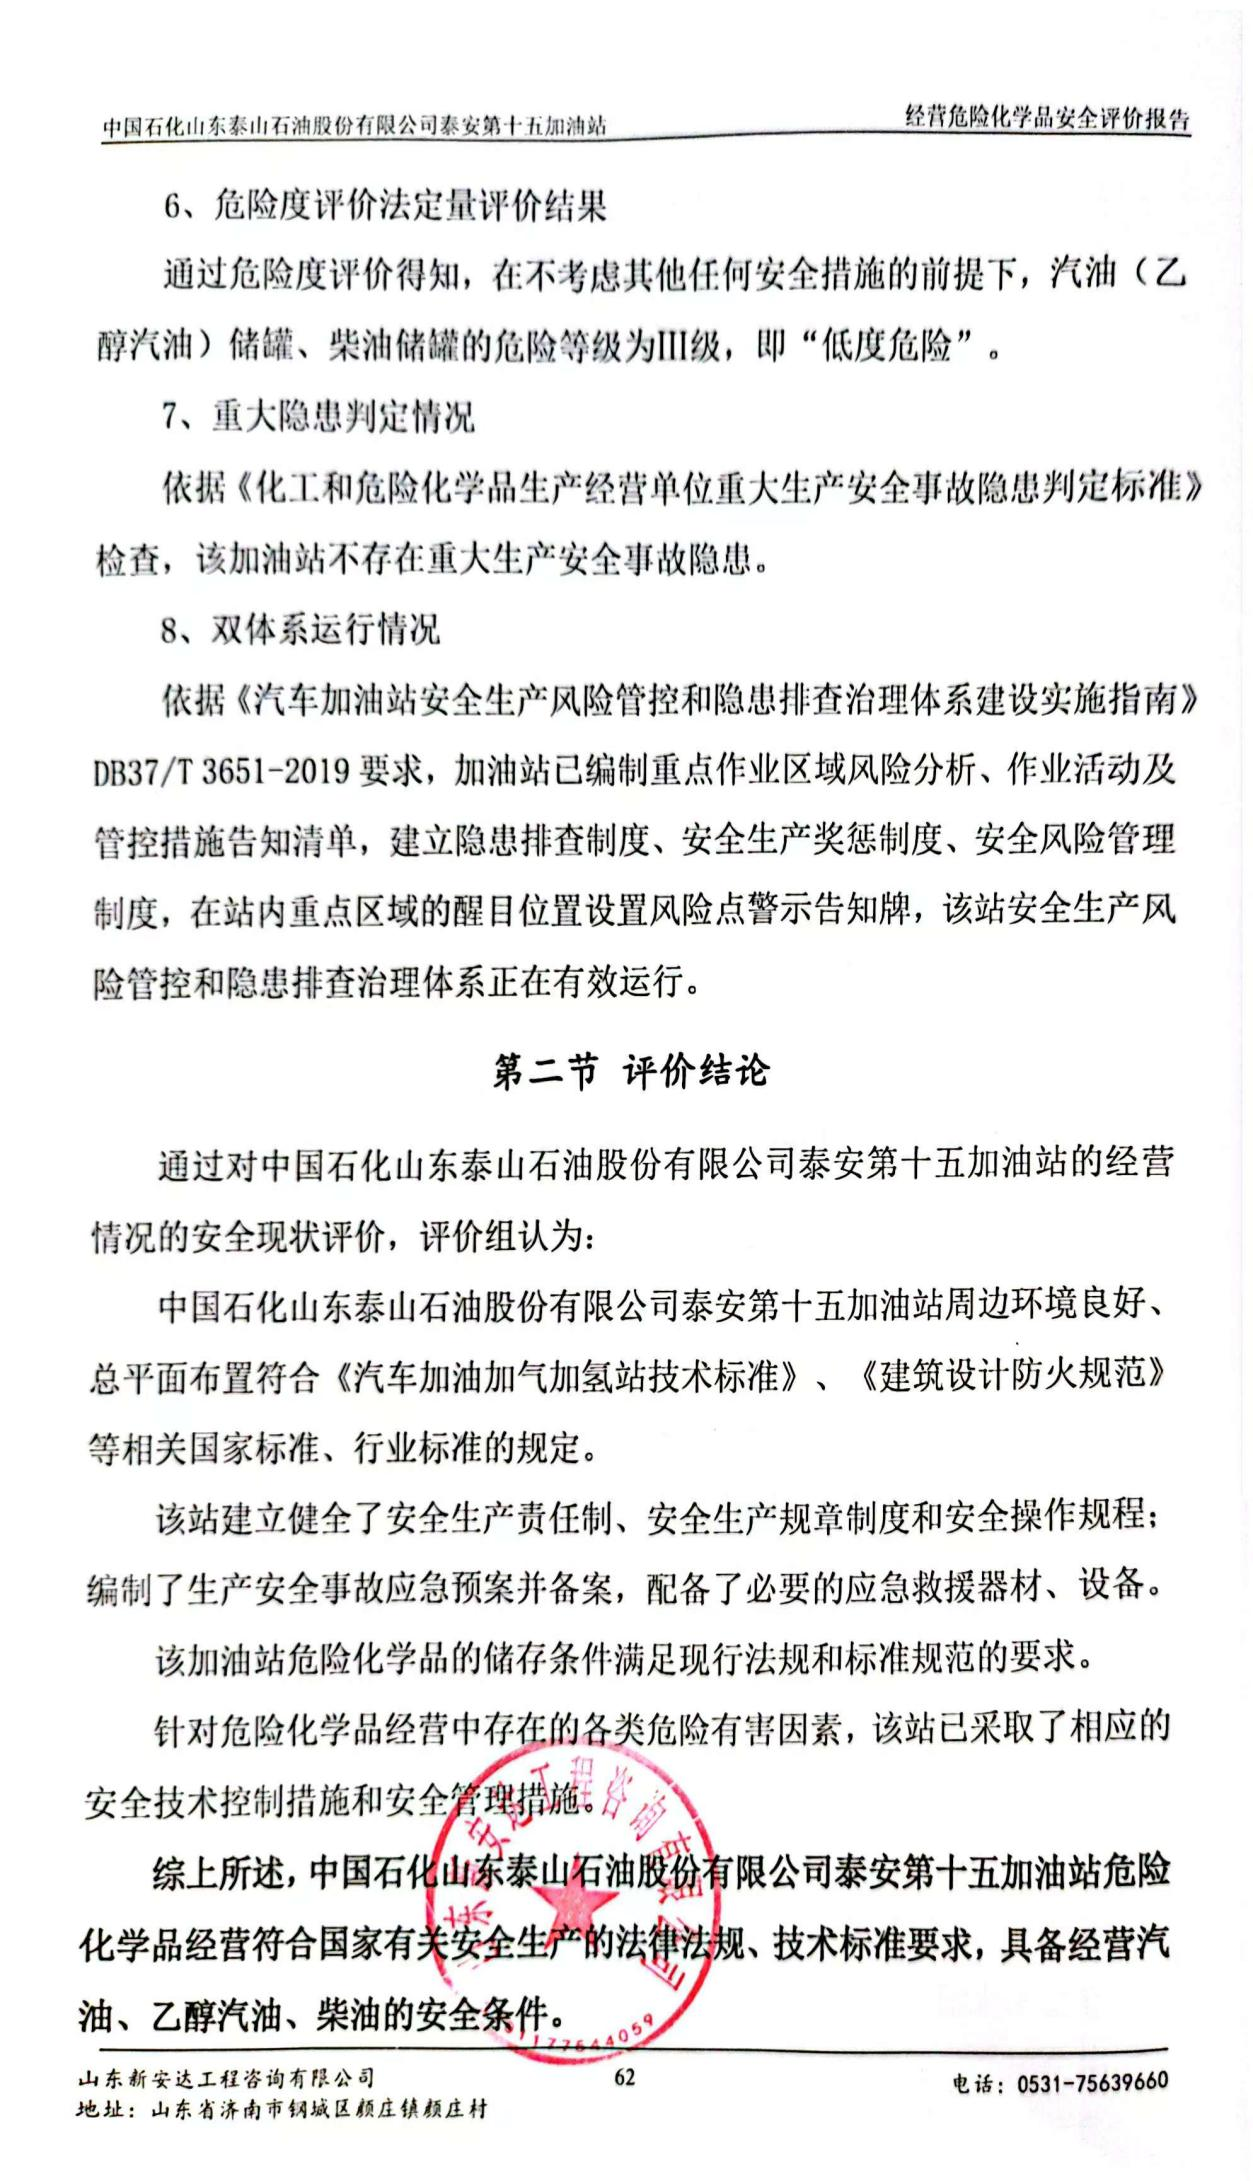 中国石化山东泰山石油股份有限公司泰安第十五加油站
经营危险化学品安全评价报告
6、危险度评价法定量评价结果
通过危险度评价得知，在不考虑其他任何安全措施的前提下，汽油（乙
醇汽油）储罐、柴油储罐的危险等级为III级，即“低度危险”。
7、重大隐患判定情况
依据《化工和危险化学品生产经营单位重大生产安全事故隐患判定标准》
检查，该加油站不存在重大生产安全事故隐患。
8、双体系运行情况
依据《汽车加油站安全生产风险管控和隐患排查治理体系建设实施指南》
DB37/T 3651-2019 要求，加油站已编制重点作业区域风险分析、作业活动及
管控措施告知清单，建立隐患排查制度、安全生产奖惩制度、安全风险管理
制度，在站内重点区域的醒目位置设置风险点警示告知牌，该站安全生产风
险管控和隐患排查治理体系正在有效运行。
第二节 评价结论
通过对中国石化山东泰山石油股份有限公司泰安第十五加油站的经营
情况的安全现状评价，评价组认为：
中国石化山东泰山石油股份有限公司泰安第十五加油站周边环境良好、
总平面布置符合《汽车加油加气加氢站技术标准》、《建筑设计防火规范》
等相关国家标准、行业标准的规定。
该站建立健全了安全生产责任制、安全生产规章制度和安全操作规程；
编制了生产安全事故应急预案并备案，配备了必要的应急救援器材、设备。
该加油站危险化学品的储存条件满足现行法规和标准规范的要求。
针对危险化学品经营中存在的各类危险有害因素，该站已采取了相应的
安全技术控制措施和安全管理措施。
综上所述，中国石化山东泰山石油股份有限公司泰安第十五加油站危险
化学品经营符合国家有关安全生产的法律法规、技术标准要求，具备经营汽
油、乙醇汽油、柴油的安全条件。
山东新安达工程咨询有限公司
山东新安达工程咨询有限公司
62
电话：0531-75639660
地址：山东省济南市钢城区颜庄镇颜庄村